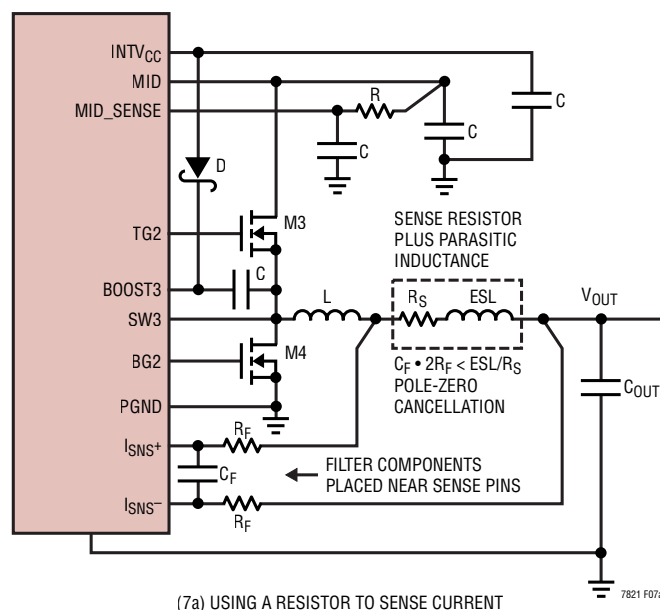 INTVCC
MID
MID_SENSE
R
C
C
C
D
M3
TG2
SENSE RESISTOR
PLUS PARASITIC
INDUCTANCE
BOOST3
C
SW3
L
RS
ESL
VOUT
BG2
M4
CF • 2RF < ESL/RS
POLE-ZERO
CANCELLATION
COUT
PGND
ISNS+
RF
CF
FILTER COMPONENTS
PLACED NEAR SENSE PINS
ISNS–
RF
7821 F07a
(7a) USING A RESISTOR TO SENSE CURRENT